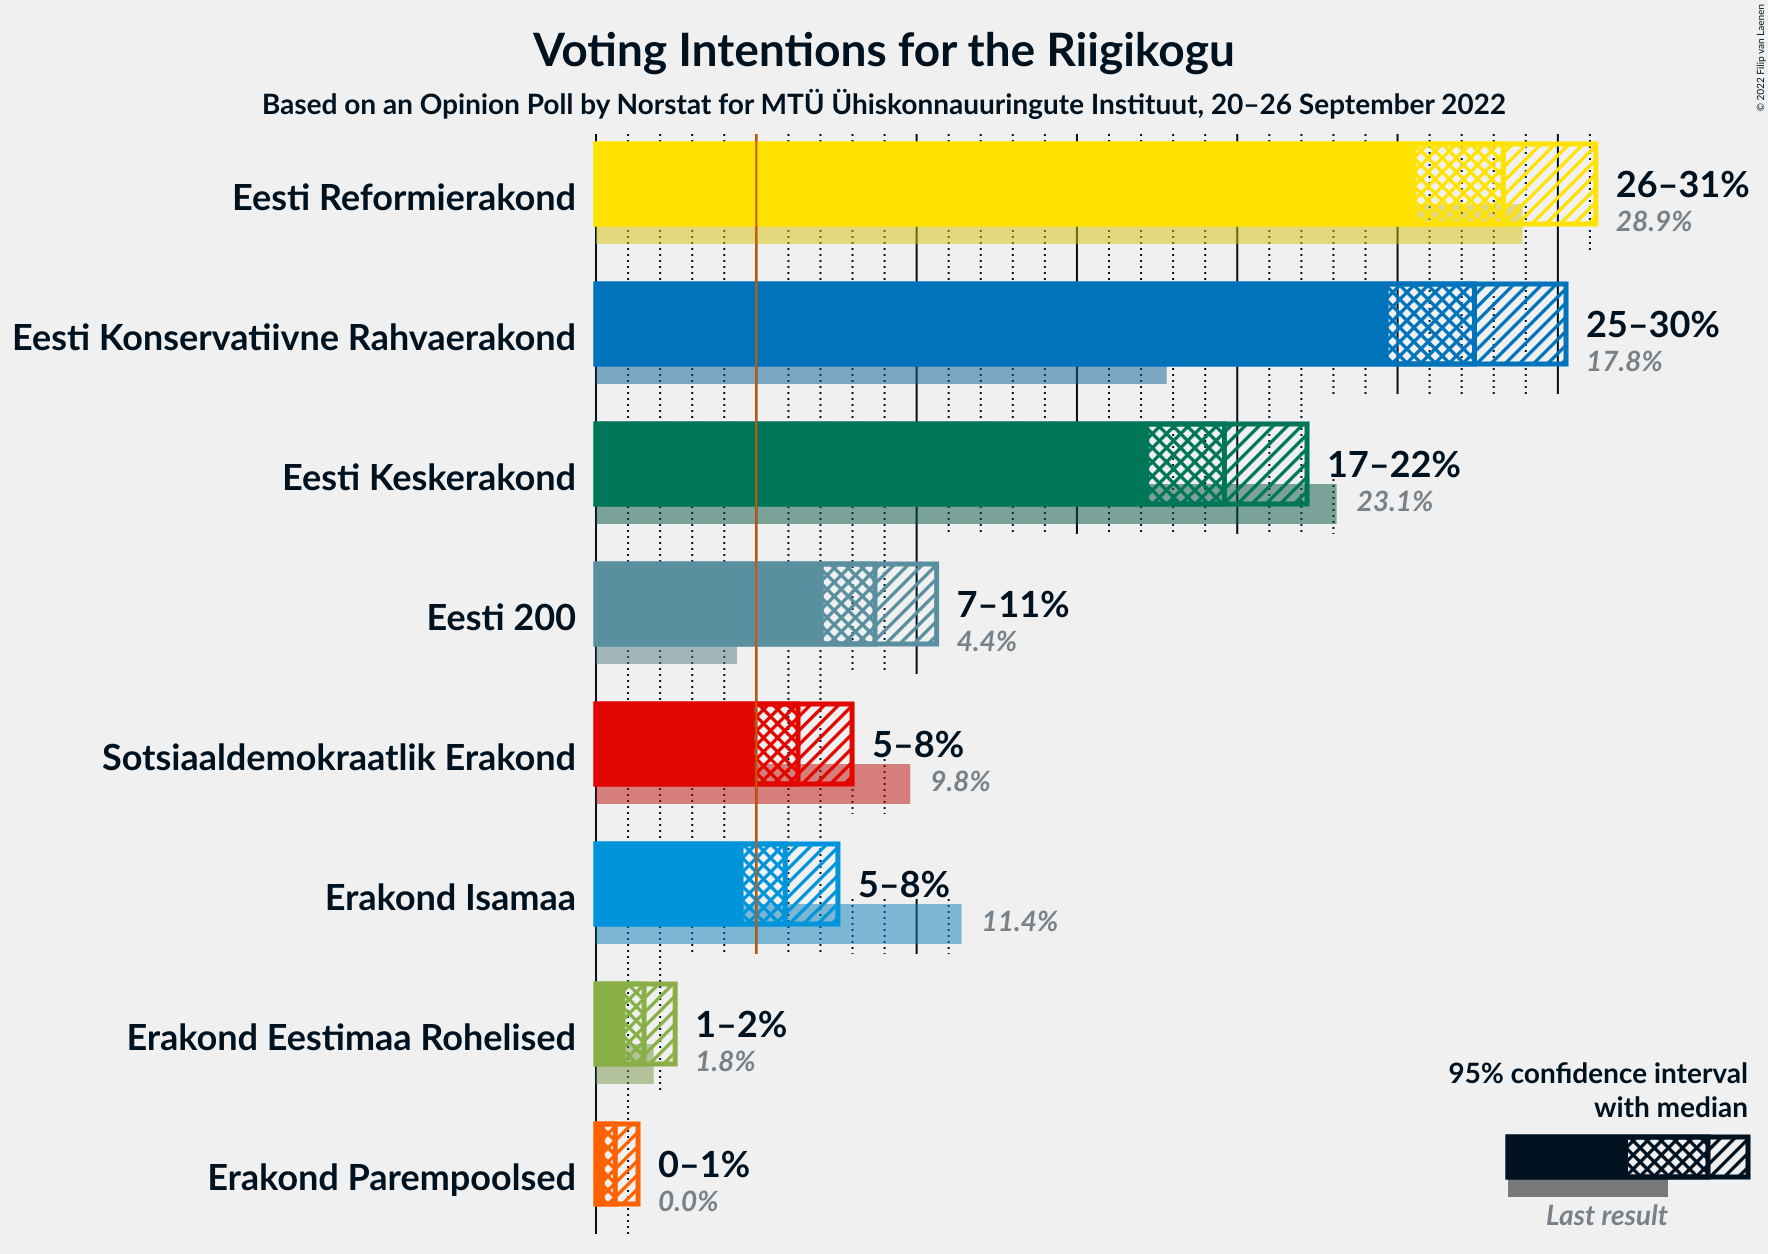 Voting Intentions for the Riigikogu
Based on an Opinion Poll by Norstat for MTÜ Ühiskonnauuringute Instituut, 20–26 September 2022
© 2022 Filip van Laenen
Eesti Reformierakond
26–31%
28.9%
Eesti Konservatiivne Rahvaerakond
25–30%
17.8%
Eesti Keskerakond
17–22%
23.1%
Eesti 200
7–11%
4.4%
Sotsiaaldemokraatlik Erakond
5–8%
9.8%
Erakond Isamaa
5–8%
11.4%
Erakond Eestimaa Rohelised
1–2%
1.8%
Erakond Parempoolsed
0–1%
0.0%
95% confidence interval
with median
Last result